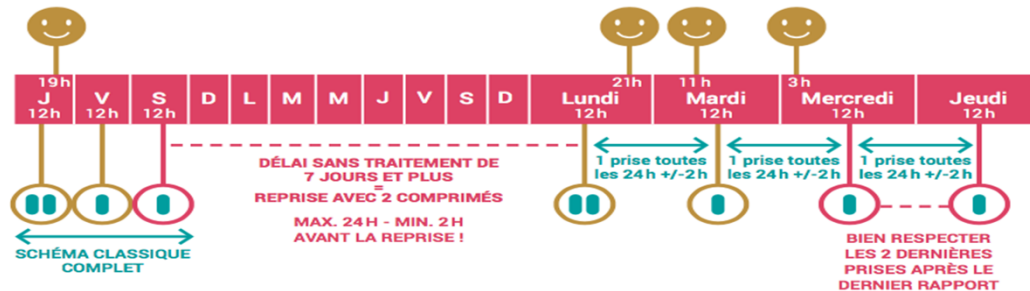 19h 21h 11h 3h
J V S D L M M J V S D Lundi Mardi Mercredi Jeudi
12h 12h 12h 12h 12h 12h 12h
DÉLAI SANS TRAITEMENT DE
7 JOURS ET PLUS
=
REPRISE AVEC 2 COMPRIMÉS
MAX. 24H - MIN. 2H
AVANT LA REPRISE !
1 prise toutes
les 24h +/-2h
1 prise toutes
les 24h +/-2h
1 prise toutes
les 24h +/-2h
SCHÉMA CLASSIQUE
COMPLET
BIEN RESPECTER
LES 2 DERNIÈRES
PRISES APRÈS LE
DERNIER RAPPORT